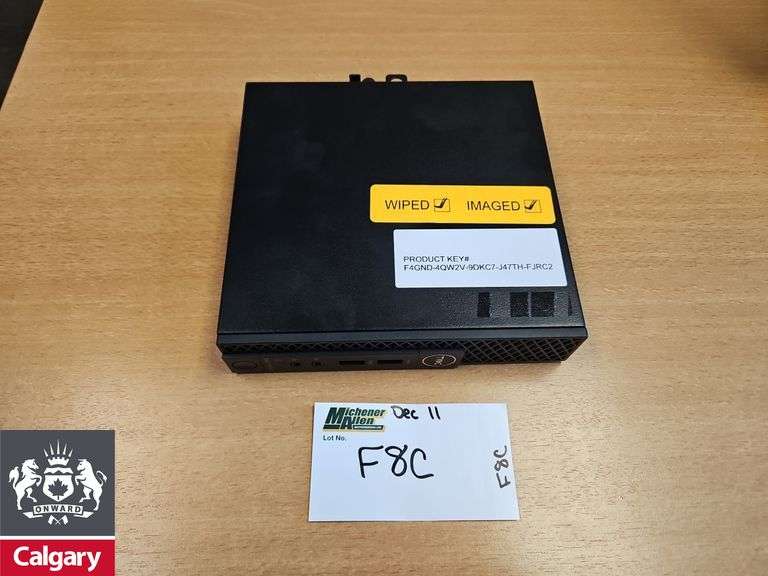 WIPED IMAGED
PRODUCT KEY#
F4GND-4QW2V-9DKC7-J47TH-FJRC2
DELL
Michener
Allen
Dec 11
Lot No.
F8C
F8C
ONWARD
Calgary